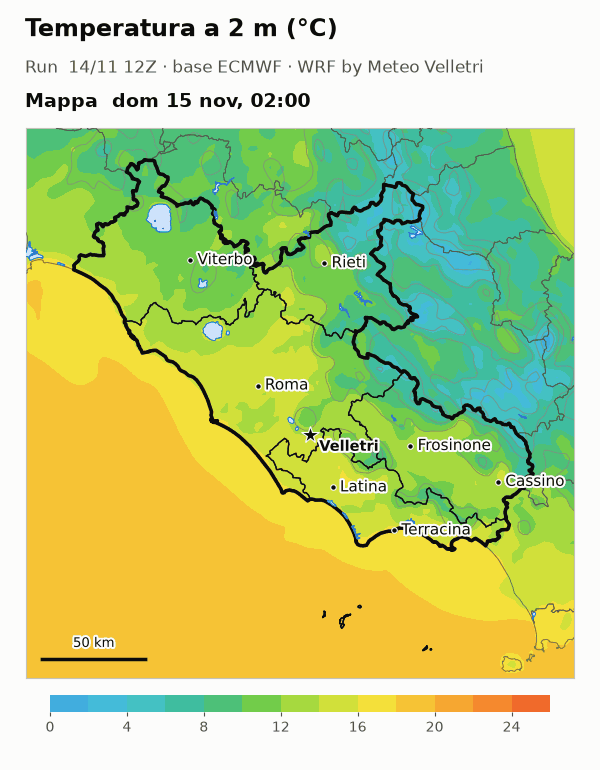 Temperatura a 2 m (°C)
Run  14/11 12Z · base ECMWF · WRF by Meteo Velletri
Mappa  dom 15 nov, 02:00
Viterbo
Rieti
Roma
Velletri
Frosinone
Cassino
Latina
Terracina
50 km
0 4 8 12 16 20 24